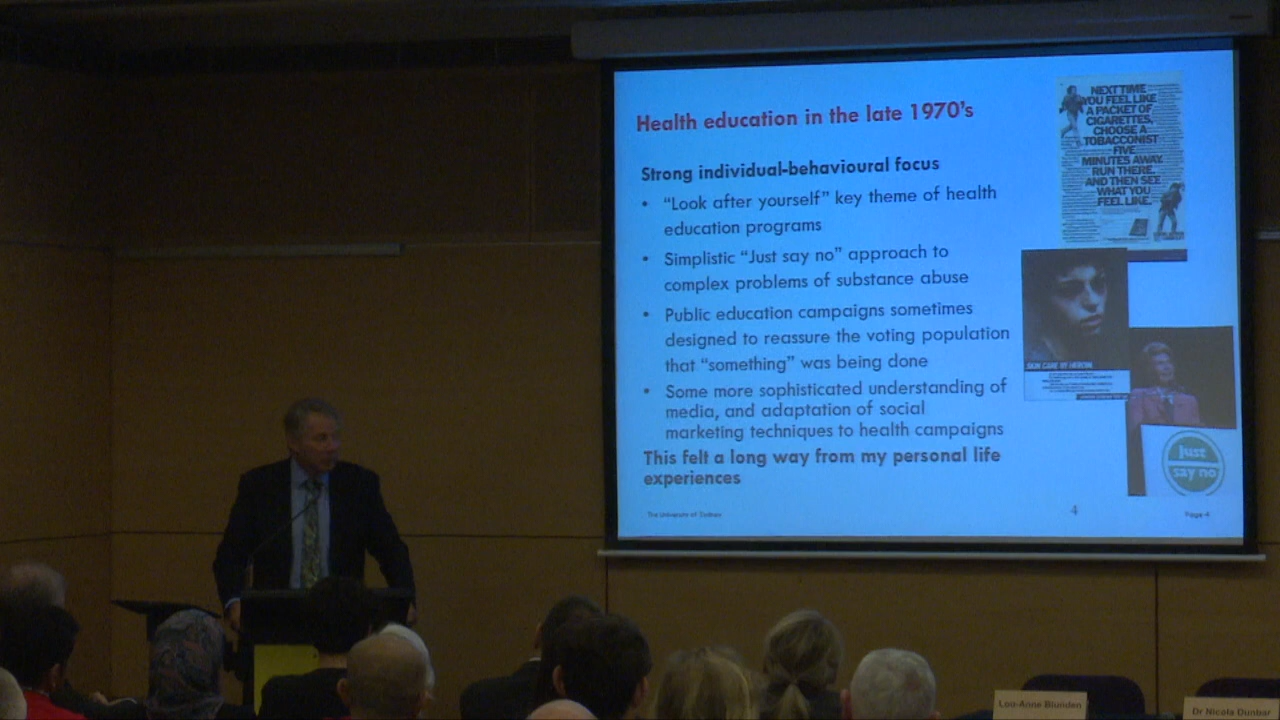 Health education in the late 1970's
Strong individual-behavioural focus
• "Look after yourself" key theme of health
education programs
• Simplistic "Just say no" approach to
complex problems of substance abuse
• Public education campaigns sometimes
designed to reassure the voting population
that "something" was being done
• Some more sophisticated understanding of
media, and adaptation of social
marketing techniques to health campaigns
This felt a long way from my personal life
experiences
The University of Sydney
4
Page 4
NEXT TIME
YOU FEEL LIKE
A PACKET OF
CIGARETTES,
CHOOSE A
TOBACCONIST
FIVE
MINUTES AWAY.
RUN THERE.
AND THEN SEE
WHAT YOU
FEEL LIKE.
SKIN CARE BY HEROIN.
just
say no
Lou-Anne Blunden
Dr Nicola Dunbar